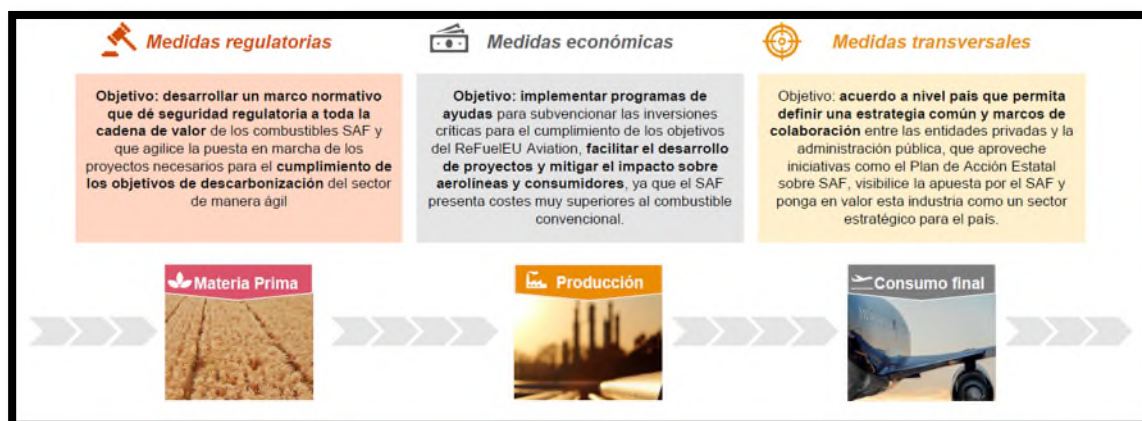 Medidas regulatorias
Objetivo: desarrollar un marco normativo
que dé seguridad regulatoria a toda la
cadena de valor de los combustibles SAF y
que agilice la puesta en marcha de los
proyectos necesarios para el cumplimiento de
los objetivos de descarbonización del sector
de manera ágil
Medidas económicas
Objetivo: implementar programas de
ayudas para subvencionar las inversiones
críticas para el cumplimiento de los objetivos
del ReFuelEU Aviation, facilitar el desarrollo
de proyectos y mitigar el impacto sobre
aerolíneas y consumidores, ya que el SAF
presenta costes muy superiores al combustible
convencional.
Medidas transversales
Objetivo: acuerdo a nivel país que permita
definir una estrategia común y marcos de
colaboración entre las entidades privadas y la
administración pública, que aproveche
iniciativas como el Plan de Acción Estatal
sobre SAF, visibilice la apuesta por el SAF y
ponga en valor esta industria como un sector
estratégico para el país.
Materia Prima
Producción
Consumo final